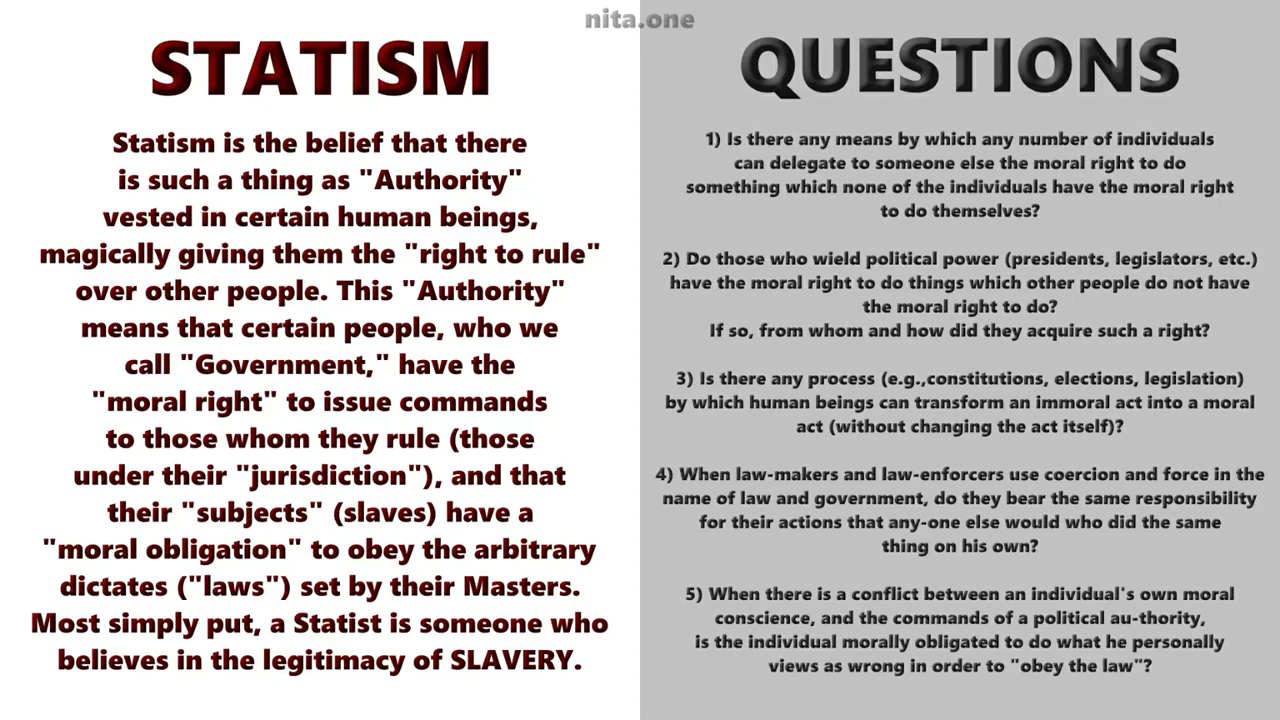 nita.one
STATISM
Statism is the belief that there
is such a thing as "Authority"
vested in certain human beings,
magically giving them the "right to rule"
over other people. This "Authority"
means that certain people, who we
call "Government," have the
"moral right" to issue commands
to those whom they rule (those
under their "jurisdiction"), and that
their "subjects" (slaves) have a
"moral obligation" to obey the arbitrary
dictates ("laws") set by their Masters.
Most simply put, a Statist is someone who
believes in the legitimacy of SLAVERY.
QUESTIONS
1) Is there any means by which any number of individuals
can delegate to someone else the moral right to do
something which none of the individuals have the moral right
to do themselves?
2) Do those who wield political power (presidents, legislators, etc.)
have the moral right to do things which other people do not have
the moral right to do?
If so, from whom and how did they acquire such a right?
3) Is there any process (e.g.,constitutions, elections, legislation)
by which human beings can transform an immoral act into a moral
act (without changing the act itself)?
4) When law-makers and law-enforcers use coercion and force in the
name of law and government, do they bear the same responsibility
for their actions that any-one else would who did the same
thing on his own?
5) When there is a conflict between an individual's own moral
conscience, and the commands of a political au-thority,
is the individual morally obligated to do what he personally
views as wrong in order to "obey the law"?